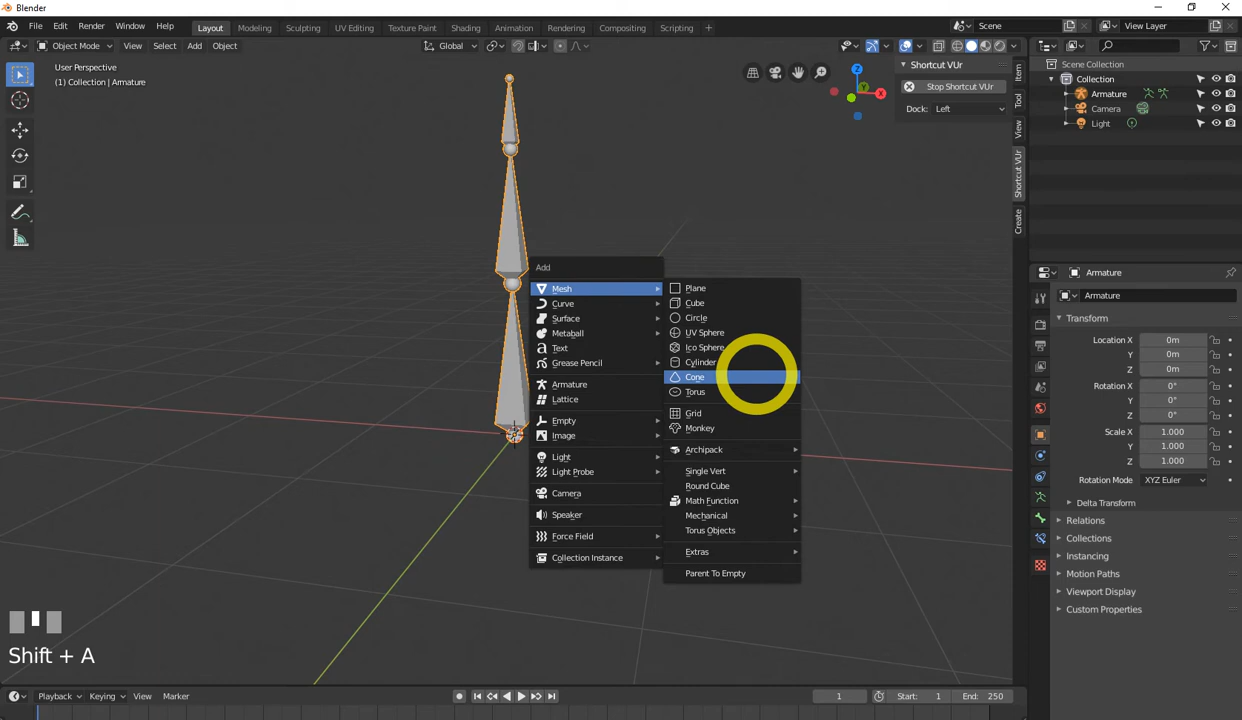 Blender
File Edit Render Window Help Layout Modeling Sculpting UV Editing Texture Paint Shading Animation Rendering Compositing Scripting + Scene View Layer
Object Mode View Select Add Object Global
User Perspective
(1) Collection | Armature
Z
X
Y
Shortcut VUr
Stop Shortcut VUr
Dock: Left
Item
Tool
View
Shortcut VUr
Create
Scene Collection
Collection
Armature
Camera
Light
Add
Mesh
Curve
Surface
Metaball
Text
Grease Pencil
Armature
Lattice
Empty
Image
Light
Light Probe
Camera
Speaker
Force Field
Collection Instance
Plane
Cube
Circle
UV Sphere
Ico Sphere
Cylinder
Cone
Torus
Grid
Monkey
Archipack
Single Vert
Round Cube
Math Function
Mechanical
Torus Objects
Extras
Parent To Empty
Armature
Armature
Transform
Location X 0m
Y 0m
Z 0m
Rotation X 0°
Y 0°
Z 0°
Scale X 1.000
Y 1.000
Z 1.000
Rotation Mode XYZ Euler
Delta Transform
Relations
Collections
Instancing
Motion Paths
Viewport Display
Custom Properties
Shift + A
Playback Keying View Marker 1 Start: 1 End: 250